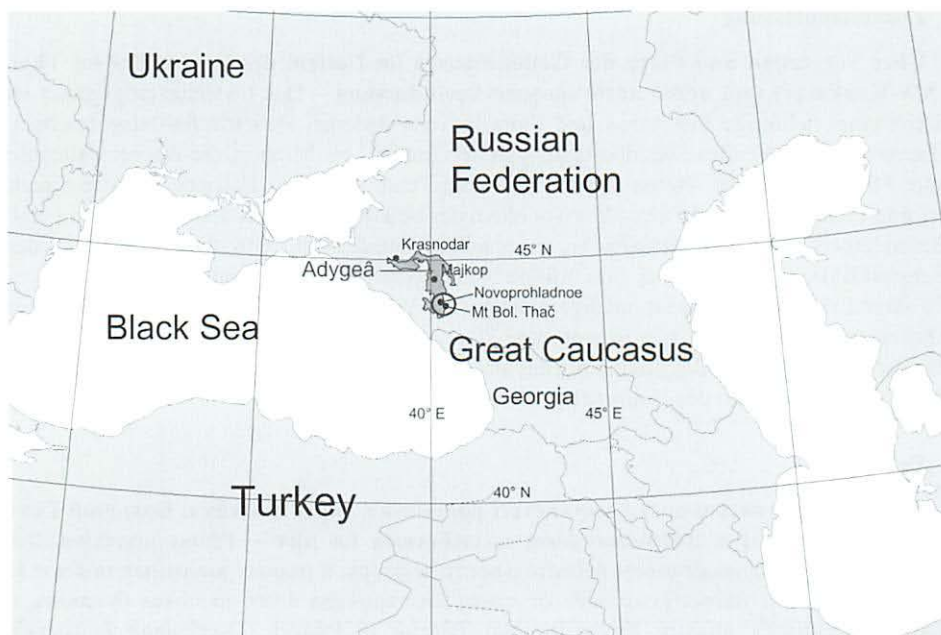 Ukraine
Russian
Federation
Krasnodar
45° N
Adygeâ
Majkop
Novoprohladnoe
Mt Bol. Thač
Black Sea
Great Caucasus
Georgia
40° E
45° E
Turkey
40° N